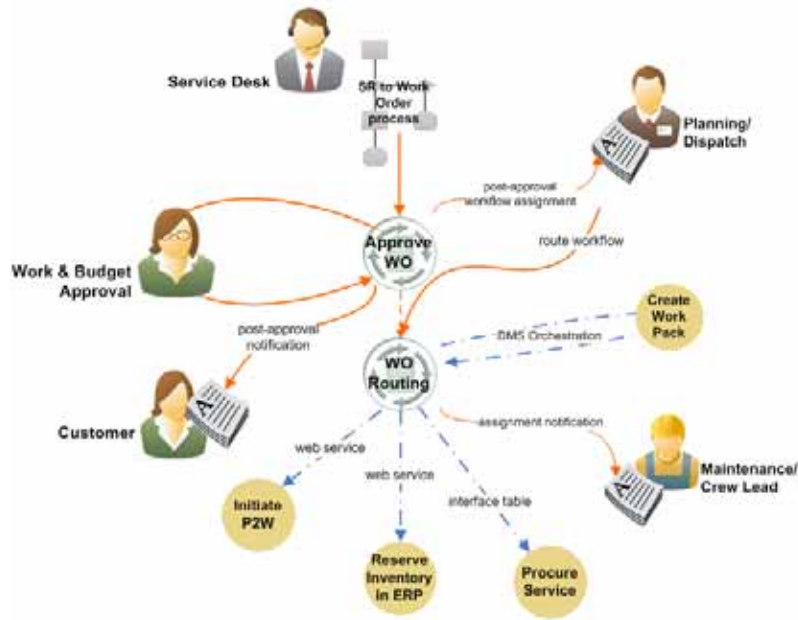 Service Desk
SR to Work
Order
process
Planning/
Dispatch
post-approval
workflow assignment
Approve
WO
route workflow
Work & Budget
Approval
Create
Work
Pack
post-approval
notification
DMS Orchestration
WO
Routing
Customer
assignment notification
Maintenance/
Crew Lead
web service
web service
interface table
Initiate
P2W
Reserve
Inventory
in ERP
Procure
Service
A
A
A